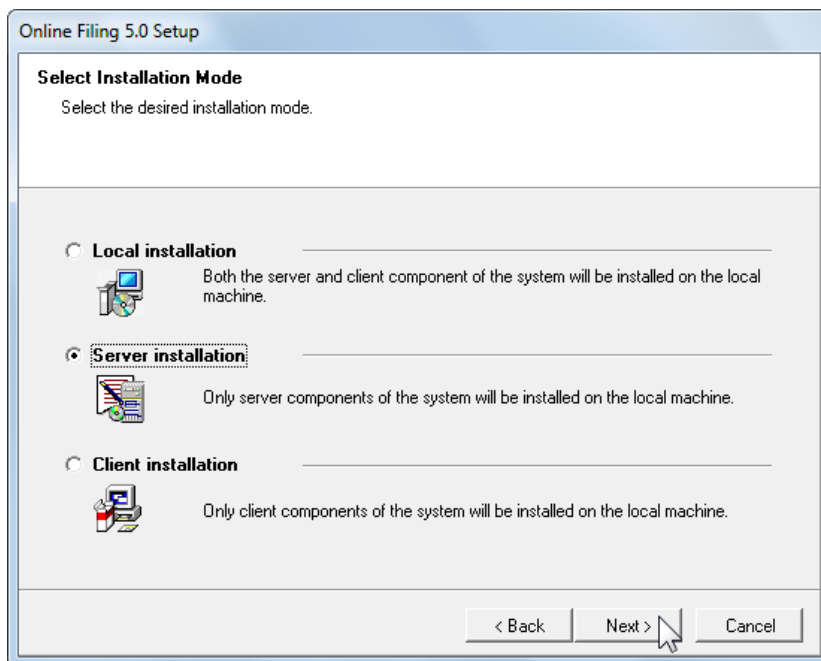 Online Filing 5.0 Setup
Select Installation Mode
Select the desired installation mode.
Local installation
Both the server and client component of the system will be installed on the local
machine.
Server installation
Only server components of the system will be installed on the local machine.
Client installation
Only client components of the system will be installed on the local machine.
< Back Next > Cancel